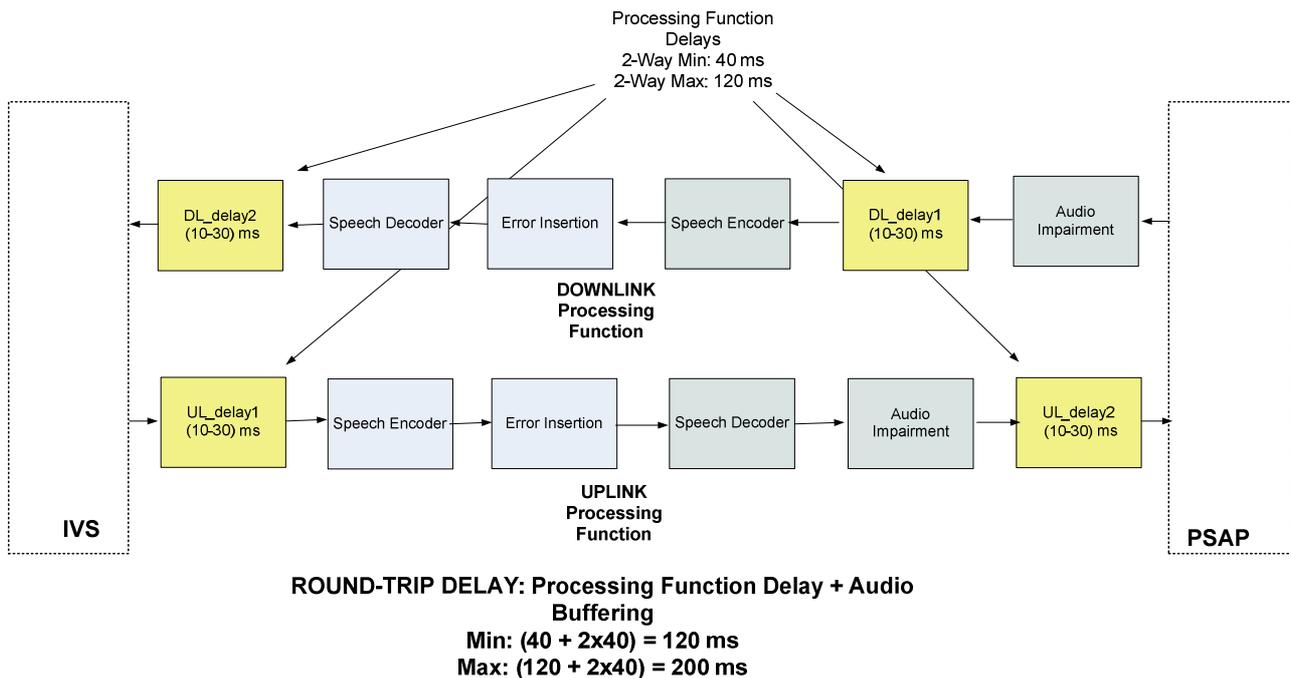 Processing Function
Delays
2-Way Min: 40 ms
2-Way Max: 120 ms
DL_delay2
(10-30) ms
Speech Decoder
Error Insertion
Speech Encoder
DL_delay1
(10-30) ms
Audio
Impairment
DOWNLINK
Processing
Function
UL_delay1
(10-30) ms
Speech Encoder
Error Insertion
Speech Decoder
Audio
Impairment
UL_delay2
(10-30) ms
UPLINK
Processing
Function
IVS
PSAP
ROUND-TRIP DELAY: Processing Function Delay + Audio
Buffering
Min: (40 + 2x40) = 120 ms
Max: (120 + 2x40) = 200 ms